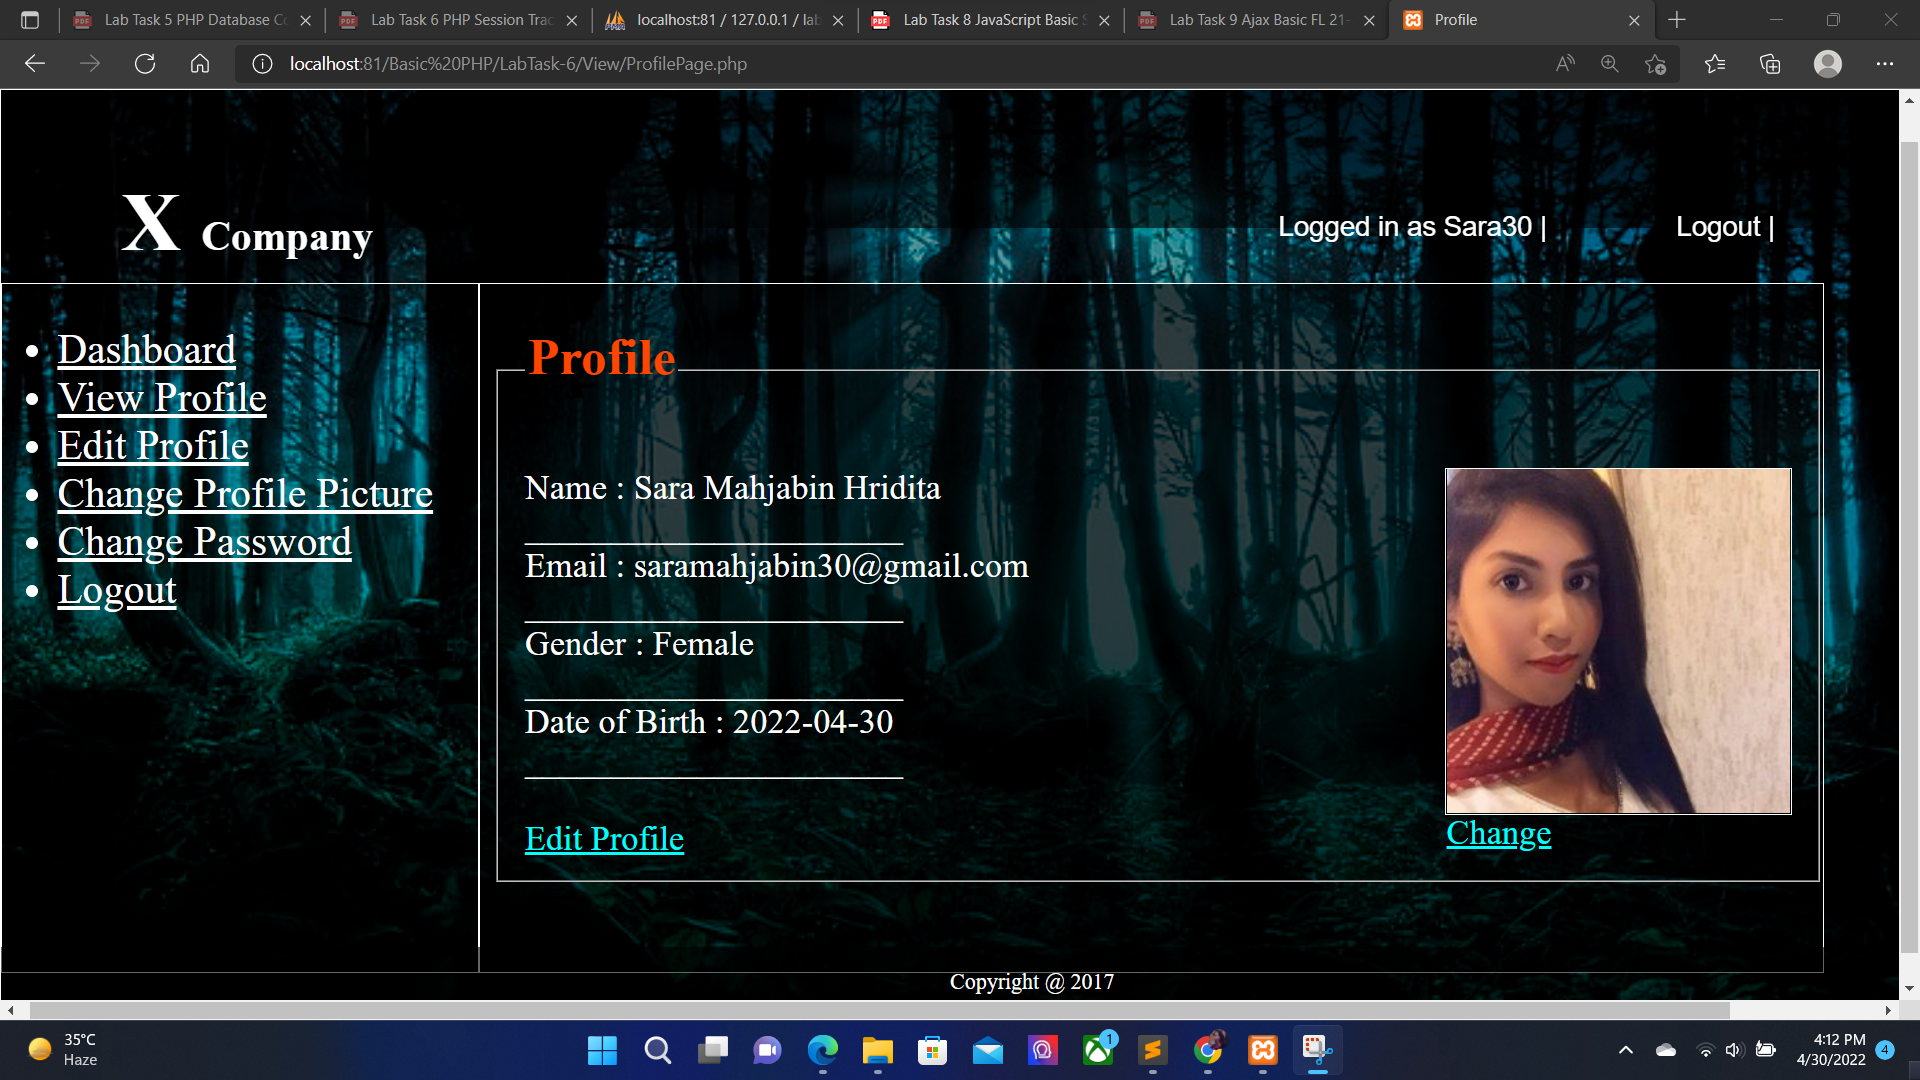 Lab Task 5 PHP Database C
Lab Task 6 PHP Session Trac
localhost:81 / 127.0.0.1 / lab
Lab Task 8 JavaScript Basic S
Lab Task 9 Ajax Basic FL 21-
Profile
localhost:81/Basic%20PHP/LabTask-6/View/ProfilePage.php
X Company
Logged in as Sara30 |
Logout |
Dashboard
View Profile
Edit Profile
Change Profile Picture
Change Password
Logout
Profile
Name : Sara Mahjabin Hridita
Email : saramahjabin30@gmail.com
Gender : Female
Date of Birth : 2022-04-30
Edit Profile
Change
Copyright @ 2017
35°C
Haze
1
4:12 PM
4/30/2022
4